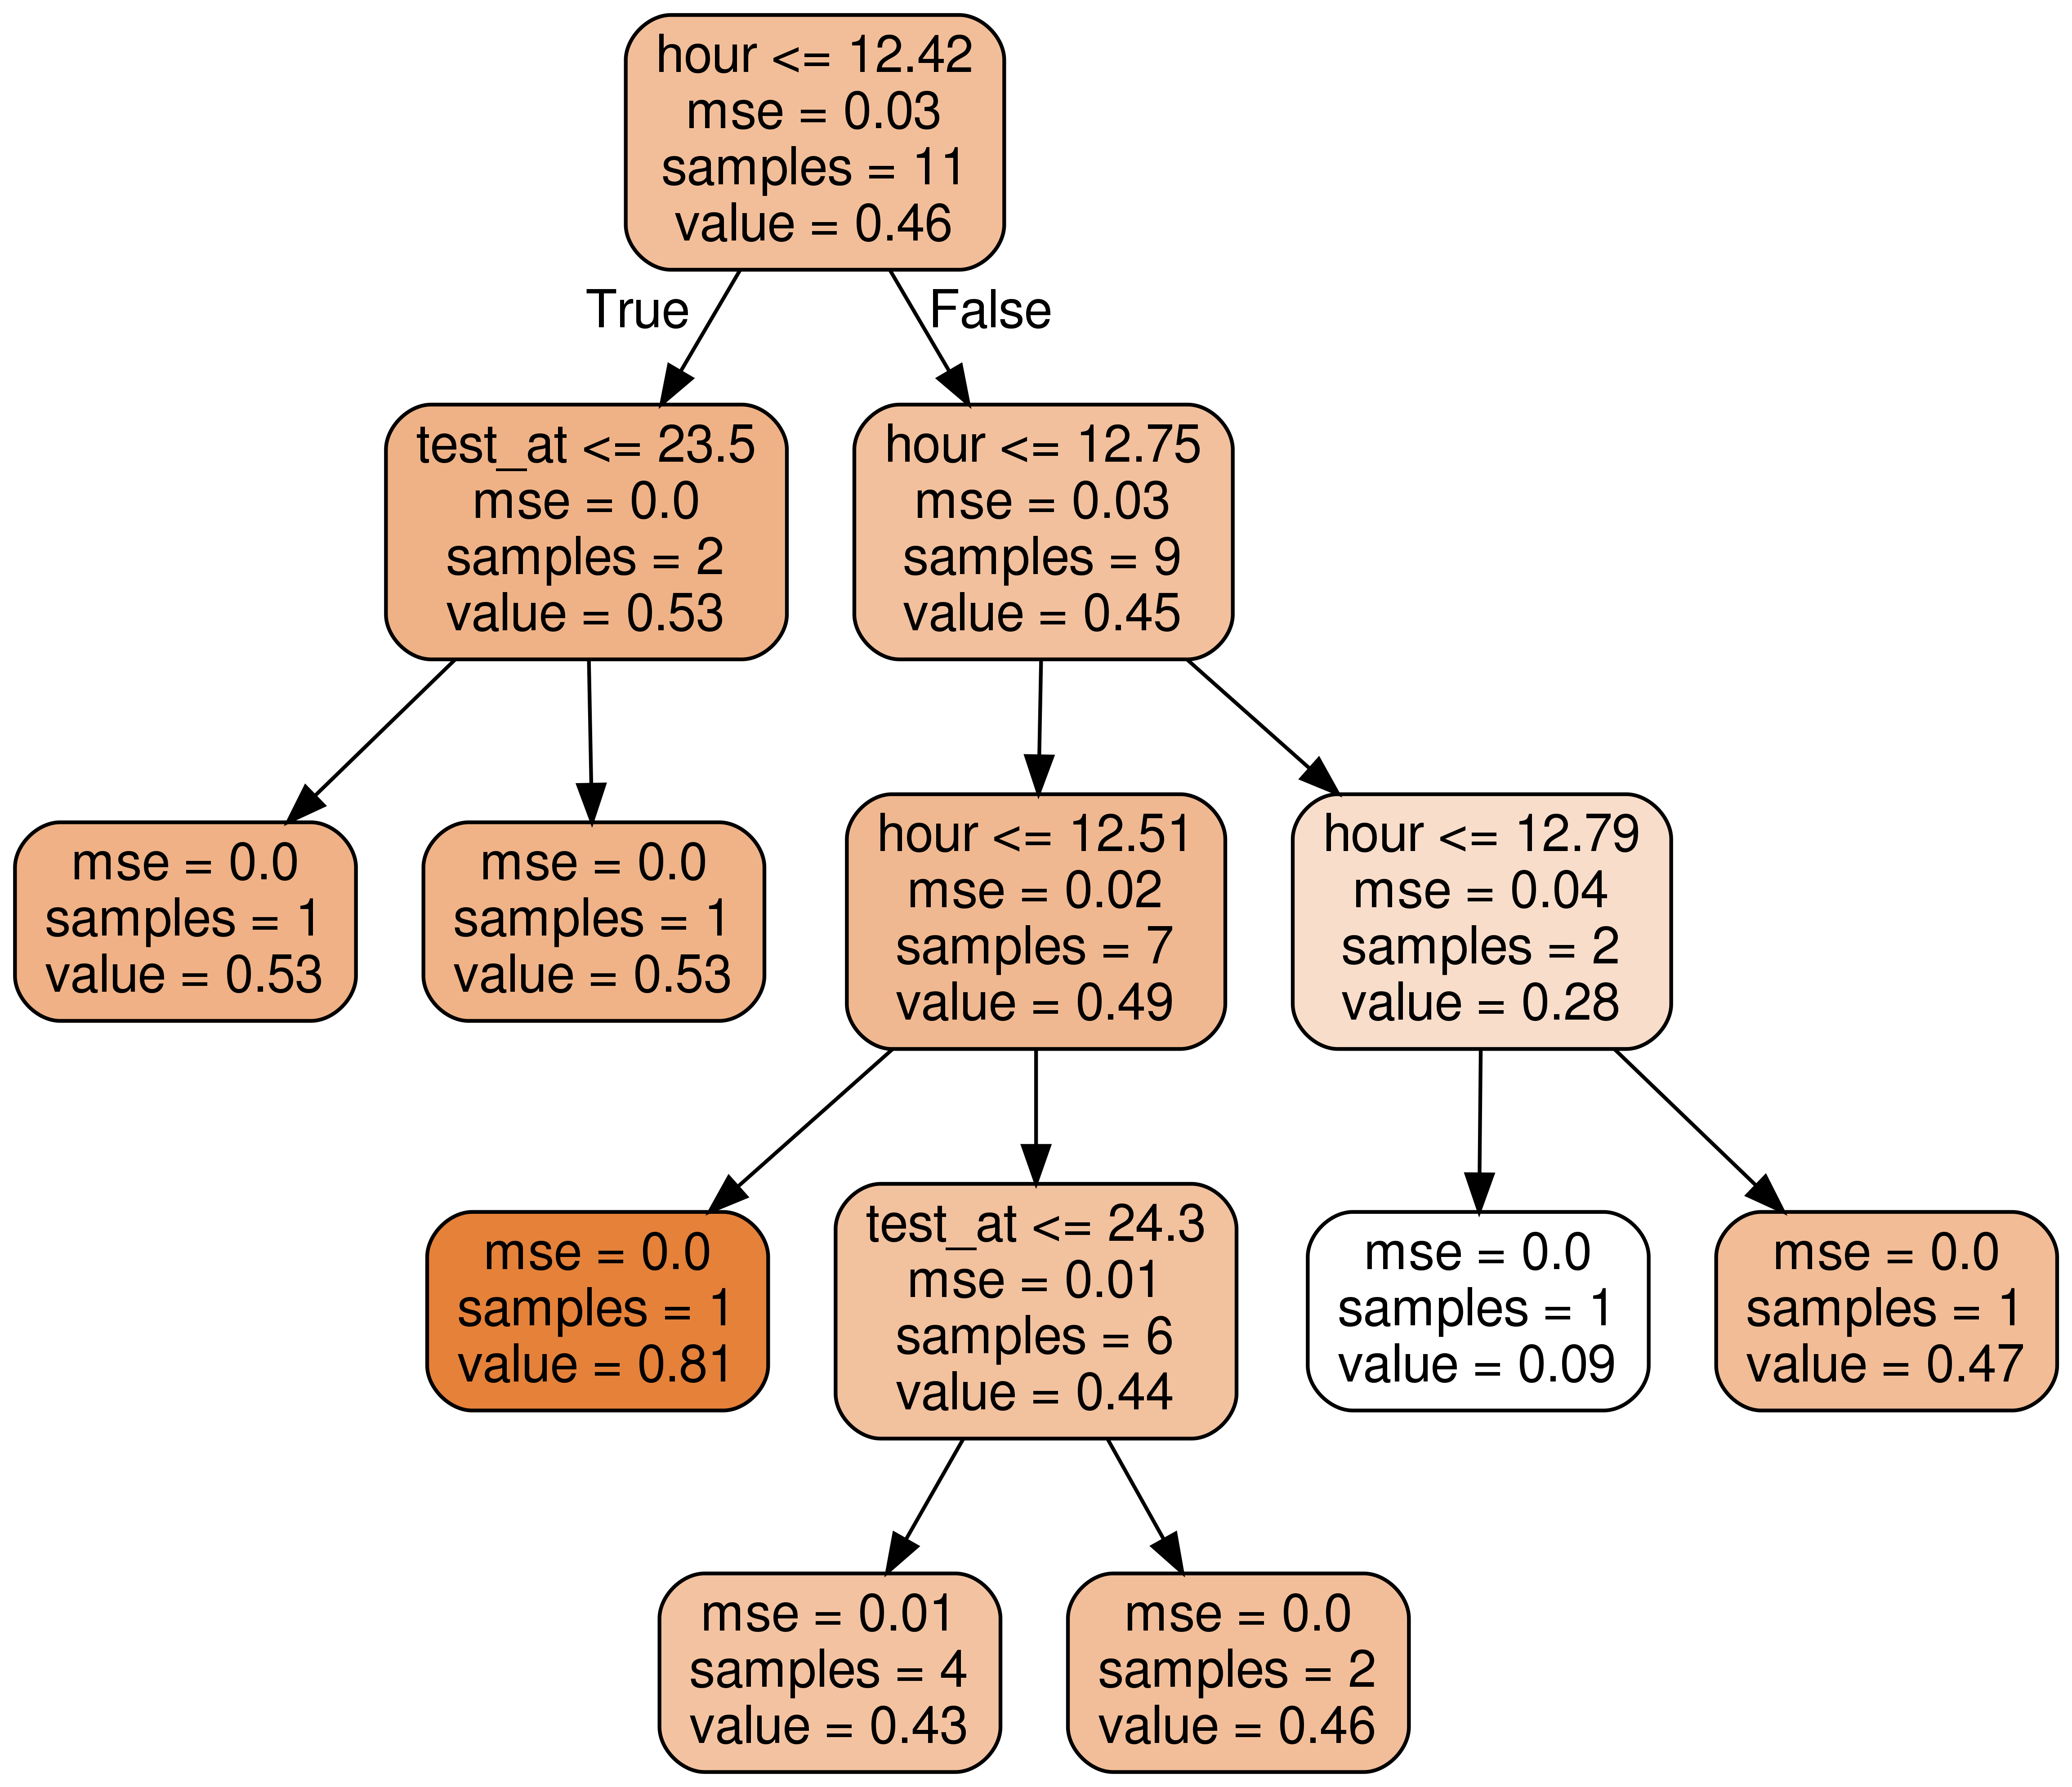 hour <= 12.42
mse = 0.03
samples = 11
value = 0.46
True
False
test_at <= 23.5
mse = 0.0
samples = 2
value = 0.53
hour <= 12.75
mse = 0.03
samples = 9
value = 0.45
mse = 0.0
samples = 1
value = 0.53
mse = 0.0
samples = 1
value = 0.53
hour <= 12.51
mse = 0.02
samples = 7
value = 0.49
hour <= 12.79
mse = 0.04
samples = 2
value = 0.28
mse = 0.0
samples = 1
value = 0.81
test_at <= 24.3
mse = 0.01
samples = 6
value = 0.44
mse = 0.0
samples = 1
value = 0.09
mse = 0.0
samples = 1
value = 0.47
mse = 0.01
samples = 4
value = 0.43
mse = 0.0
samples = 2
value = 0.46